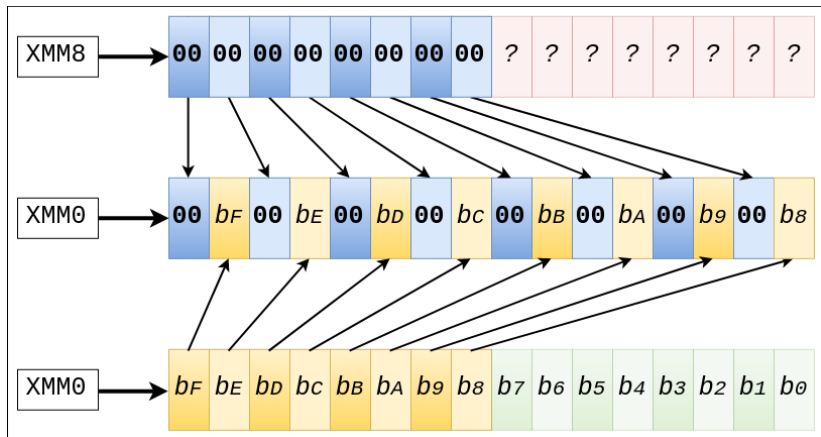 XMM8 00 00 00 00 00 00 00 00 ? ? ? ? ? ? ? ?
XMM0 00 bF 00 bE 00 bD 00 bC 00 bB 00 bA 00 b9 00 b8
XMM0 bF bE bD bC bB bA b9 b8 b7 b6 b5 b4 b3 b2 b1 b0